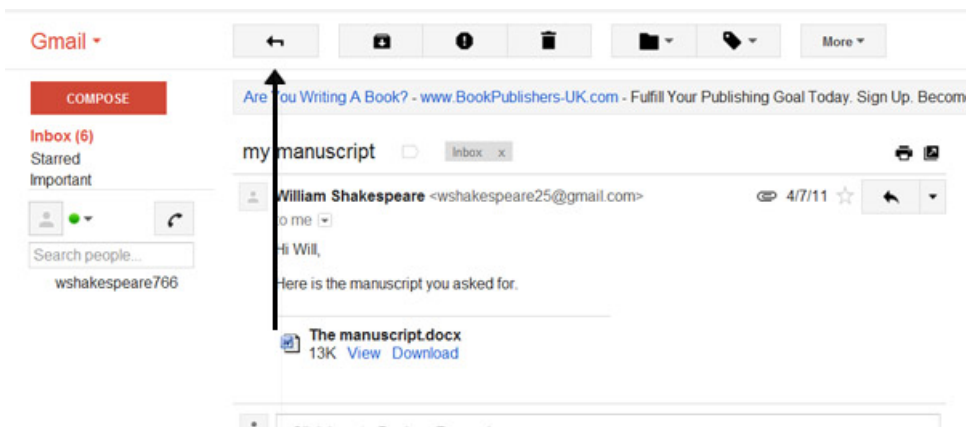 Gmail
More
COMPOSE
Are You Writing A Book? - www.BookPublishers-UK.com - Fulfill Your Publishing Goal Today. Sign Up. Become
Inbox (6)
Starred
Important
my manuscript Inbox x
William Shakespeare <wshakespeare25@gmail.com> 4/7/11
to me
Search people...
wshakespeare766
Hi Will,
Here is the manuscript you asked for.
The manuscript.docx
13K View Download